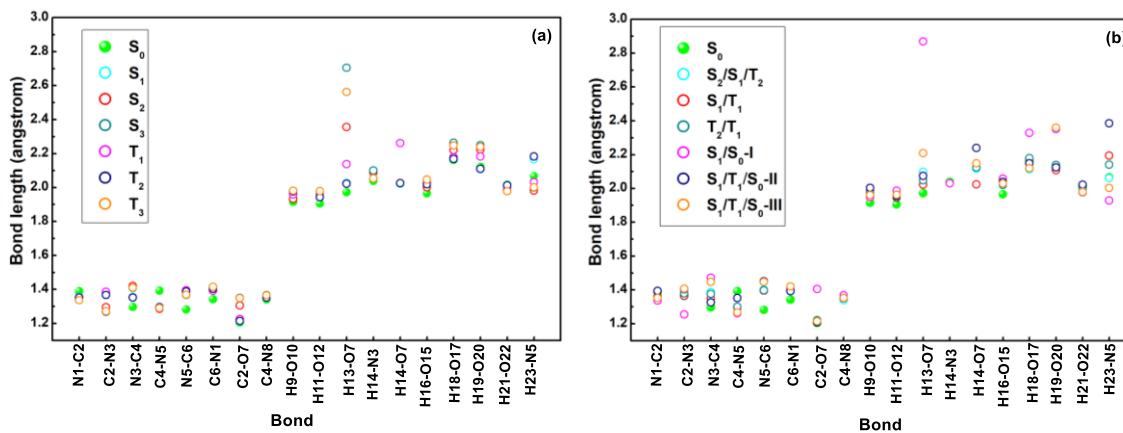 (a)
Bond length (angstrom)
3.0
2.8
2.6
2.4
2.2
2.0
1.8
1.6
1.4
1.2
S0
S1
S2
S3
T1
T2
T3
N1-C2
C2-N3
N3-C4
C4-N5
N5-C6
C6-N1
C2-O7
C4-N8
H9-O10
H11-O12
H13-O7
H14-N3
H14-O7
H16-O15
H18-O17
H19-O20
H21-O22
H23-N5
Bond
(b)
Bond length (angstrom)
3.0
2.8
2.6
2.4
2.2
2.0
1.8
1.6
1.4
1.2
S0
S2/S1/T2
S1/T1
T2/T1
S1/S0-I
S1/T1/S0-II
S1/T1/S0-III
N1-C2
C2-N3
N3-C4
C4-N5
N5-C6
C6-N1
C2-O7
C4-N8
H9-O10
H11-O12
H13-O7
H14-N3
H14-O7
H16-O15
H18-O17
H19-O20
H21-O22
H23-N5
Bond